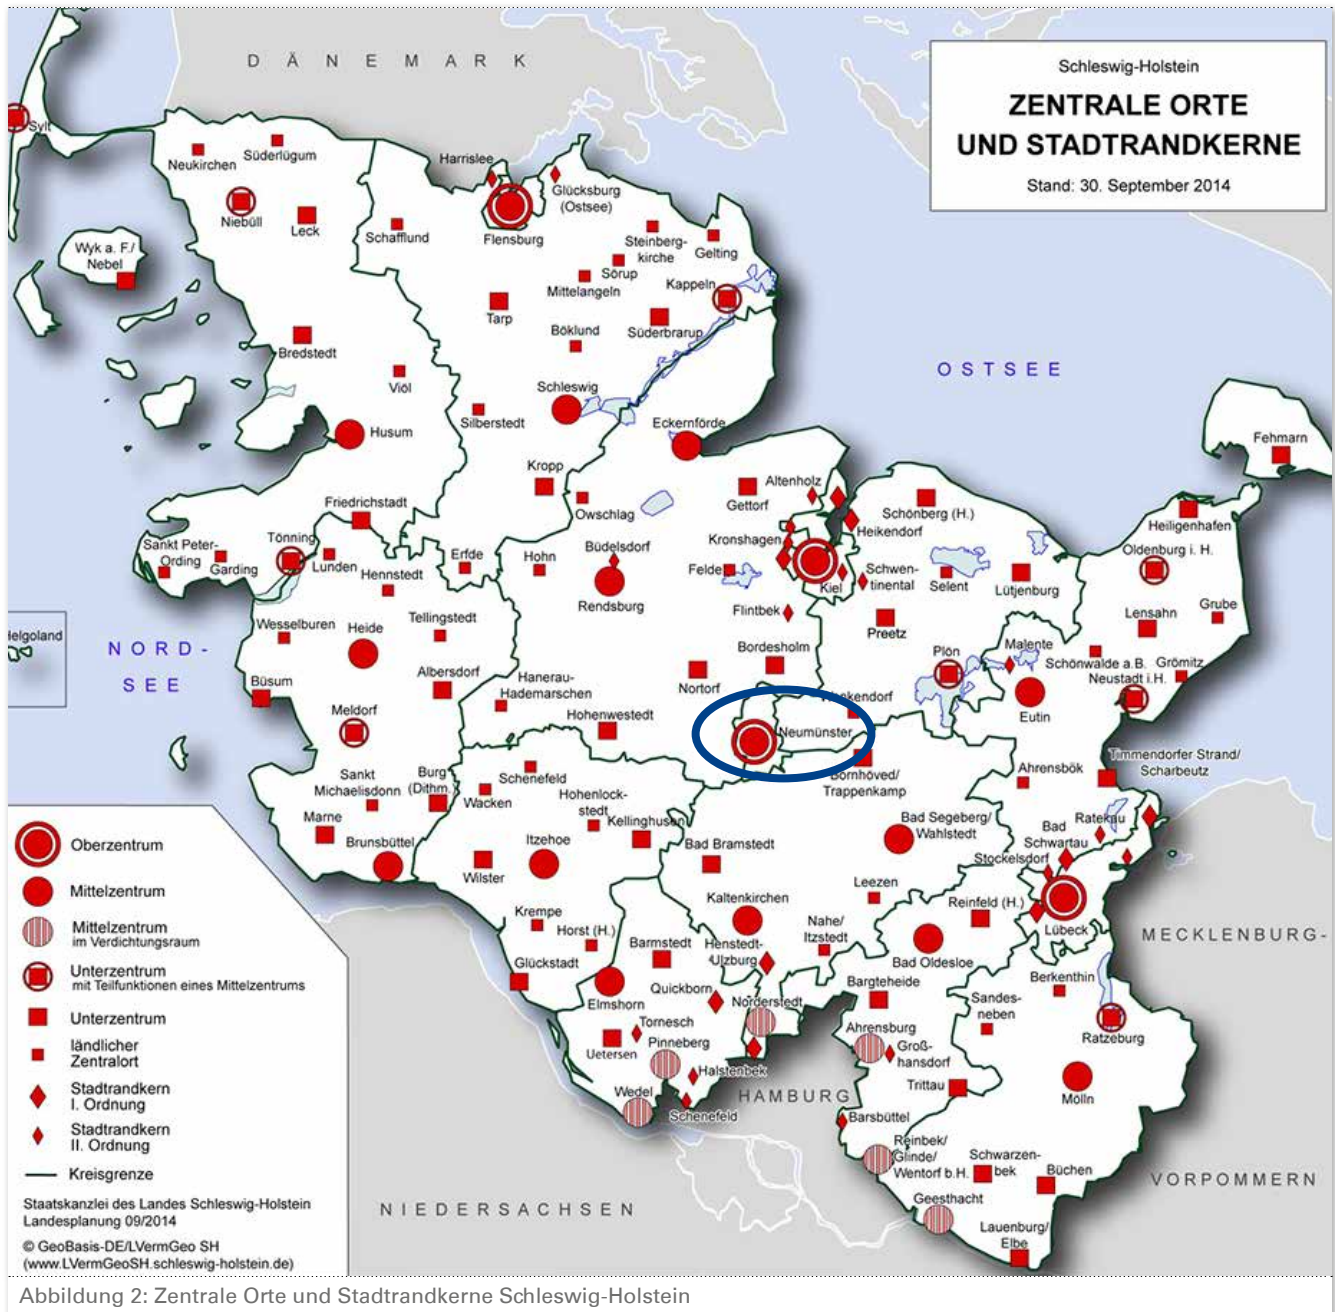 Schleswig-Holstein
ZENTRALE ORTE
UND STADTRANDKERNE
Stand: 30. September 2014
DÄNEMARK
Sylt
Neukirchen
Süderlügum
Harrislee
Glücksburg
(Ostsee)
Niebüll
Leck
Schafflund
Flensburg
Steinberg-
kirche
Gelting
Wyk a. F./
Nebel
Sörup
Mittelangeln
Kappeln
Tarp
Süderbrarup
Böklund
Bredstedt
Viöl
Schleswig
OSTSEE
Silberstedt
Husum
Eckernförde
Fehmarn
Kropp
Gettorf
Altenholz
Owschlag
Friedrichstadt
Schönberg (H.)
Heikendorf
Heiligenhafen
Sankt Peter-
Ording
Garding
Tönning
Lunden
Erfde
Hohn
Büdelsdorf
Kronshagen
Oldenburg i. H.
Hennstedt
Felde
Kiel
Schwen-
tinental
Selent
Lütjenburg
Rendsburg
Helgoland
NORD-
SEE
Wesselburen
Heide
Tellingstedt
Flintbek
Preetz
Lensahn
Grube
Bordesholm
Plön
Malente
Schönwalde a.B.
Grömitz
Neustadt i.H.
Büsum
Albersdorf
Hanerau-
Hademarschen
Nortorf
Eutin
Meldorf
Hohenwestedt
Neumünster
Timmendorfer Strand/
Scharbeutz
Sankt
Michaelisdonn
Burg
(Dithm.)
Schenefeld
Wacken
Hohenlock-
stedt
Bornhöved/
Trappenkamp
Ahrensbök
Marne
Brunsbüttel
Itzehoe
Kellinghusen
Bad Segeberg/
Wahlstedt
Bad
Schwartau
Ratekau
Stockelsdorf
Wilster
Bad Bramstedt
Leezen
Kaltenkirchen
Reinfeld (H.)
Lübeck
Krempe
Horst (H.)
Barmstedt
Henstedt-
Ulzburg
Nahe/
Itzstedt
Bad Oldesloe
MECKLENBURG-
Glückstadt
Elmshorn
Quickborn
Norderstedt
Bargteheide
Berkenthin
Sandes-
neben
Ratzeburg
Uetersen
Tornesch
Pinneberg
Ahrensburg
Groß-
hansdorf
Halstenbek
HAMBURG
Trittau
Mölln
Wedel
Schenefeld
Barsbüttel
Reinbek/
Glinde/
Wentorf b.H.
Schwarzen-
bek
Büchen
VORPOMMERN
NIEDERSACHSEN
Geesthacht
Lauenburg/
Elbe
Oberzentrum
Mittelzentrum
Mittelzentrum
im Verdichtungsraum
Unterzentrum
mit Teilfunktionen eines Mittelzentrums
Unterzentrum
ländlicher
Zentralort
Stadtrandkern
I. Ordnung
Stadtrandkern
II. Ordnung
Kreisgrenze
Staatskanzlei des Landes Schleswig-Holstein
Landesplanung 09/2014
© GeoBasis-DE/LVermGeo SH
(www.LVermGeoSH.schleswig-holstein.de)
Abbildung 2: Zentrale Orte und Stadtrandkerne Schleswig-Holstein